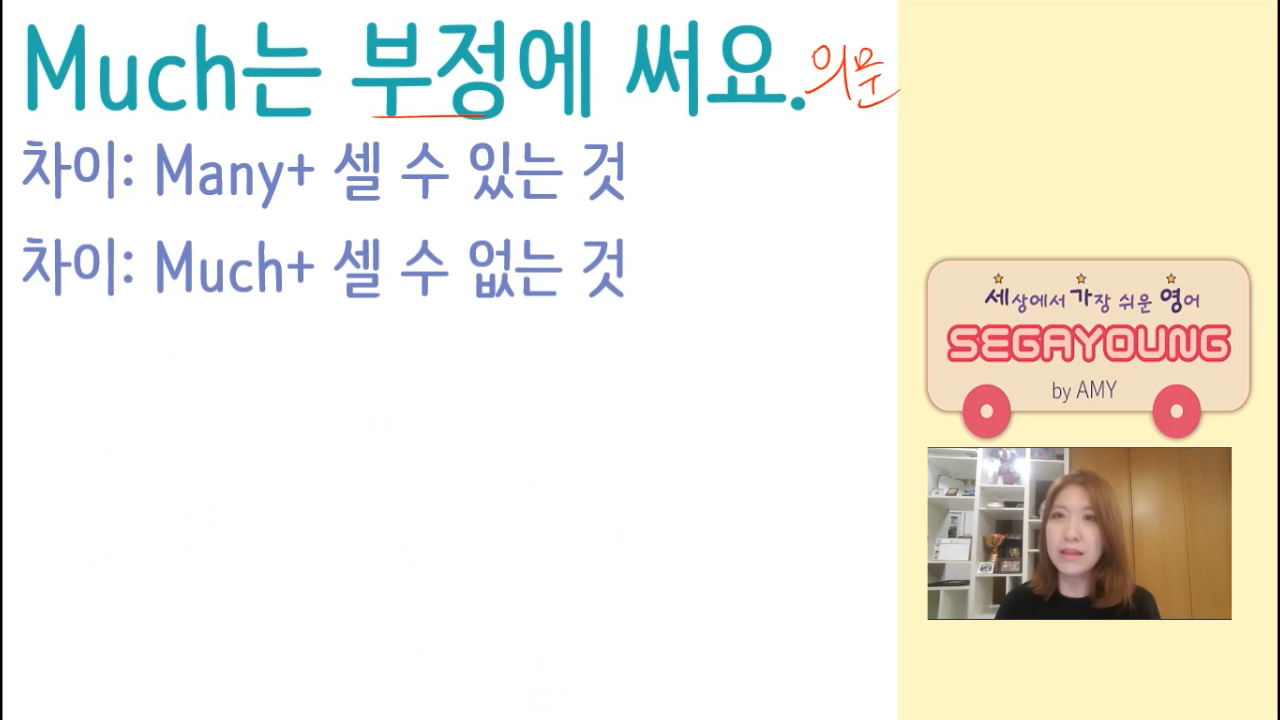 Much는 부정에 써요. 의문
차이: Many+ 셀 수 있는 것
차이: Much+ 셀 수 없는 것
세상에서 가장 쉬운 영어
SEGAYOUNG
by AMY